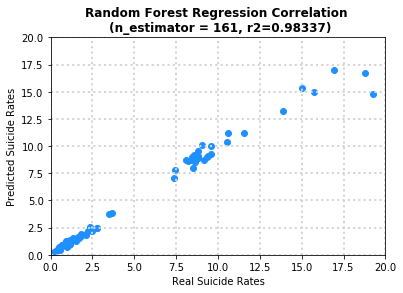 Random Forest Regression Correlation
(n_estimator = 161, r2=0.98337)
Predicted Suicide Rates
20.0
17.5
15.0
12.5
10.0
7.5
5.0
2.5
0.0
0.0 2.5 5.0 7.5 10.0 12.5 15.0 17.5 20.0
Real Suicide Rates